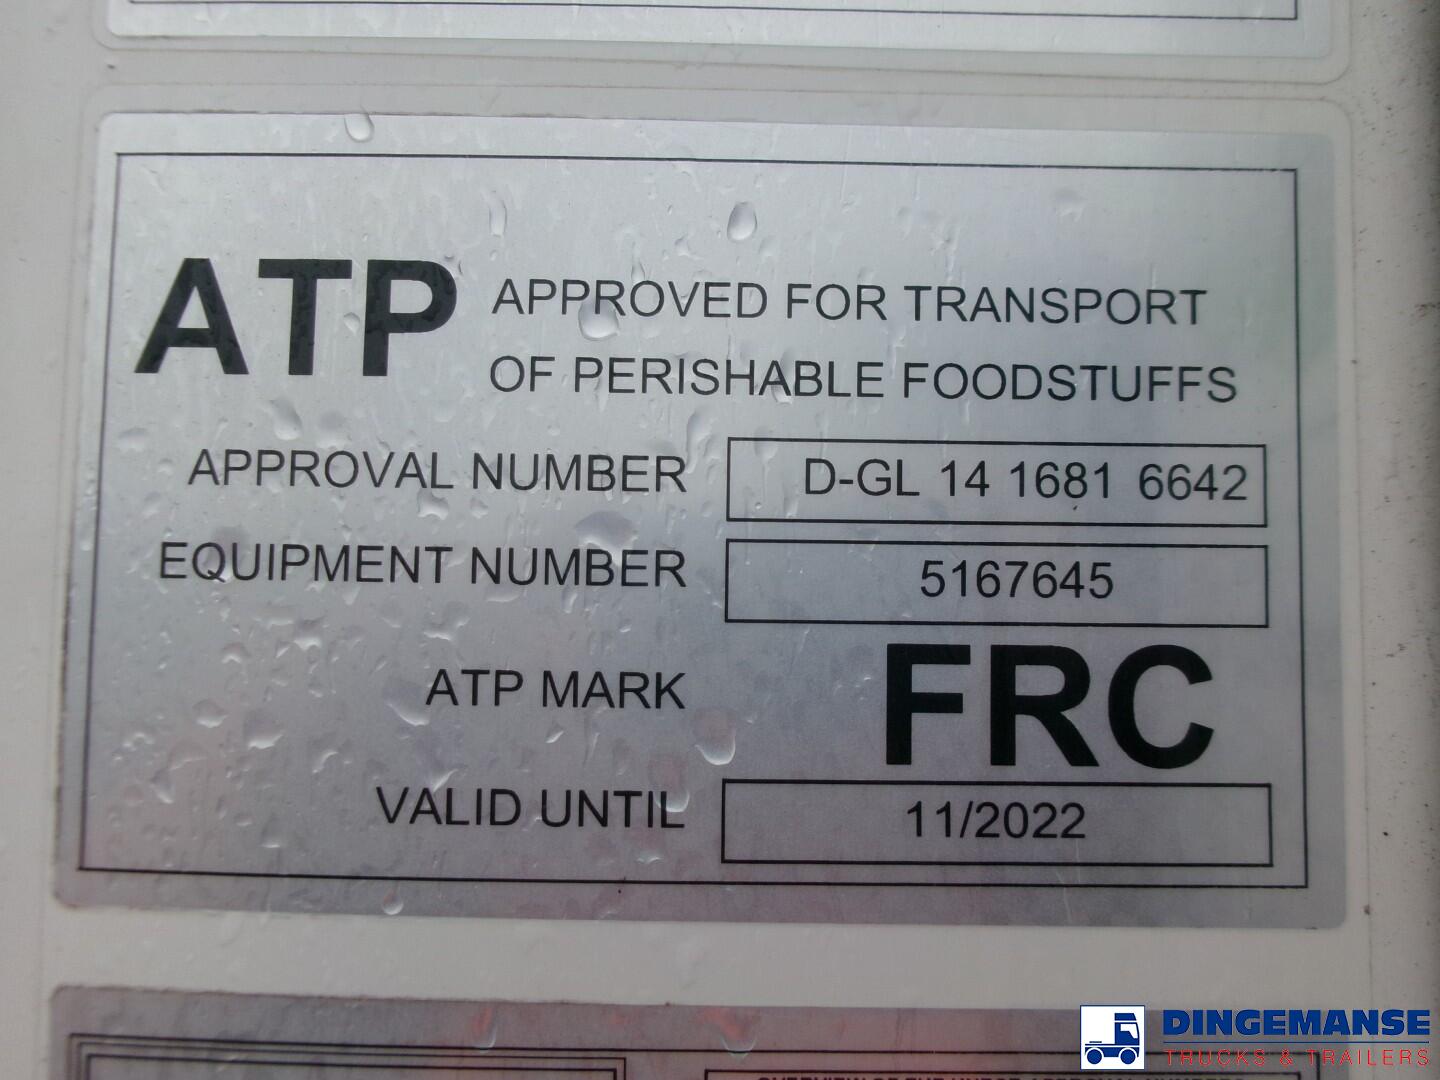 ATP
APPROVED FOR TRANSPORT
OF PERISHABLE FOODSTUFFS
APPROVAL NUMBER D-GL 14 1681 6642
EQUIPMENT NUMBER 5167645
ATP MARK FRC
VALID UNTIL 11/2022
DINGEMANSE
TRUCKS & TRAILERS